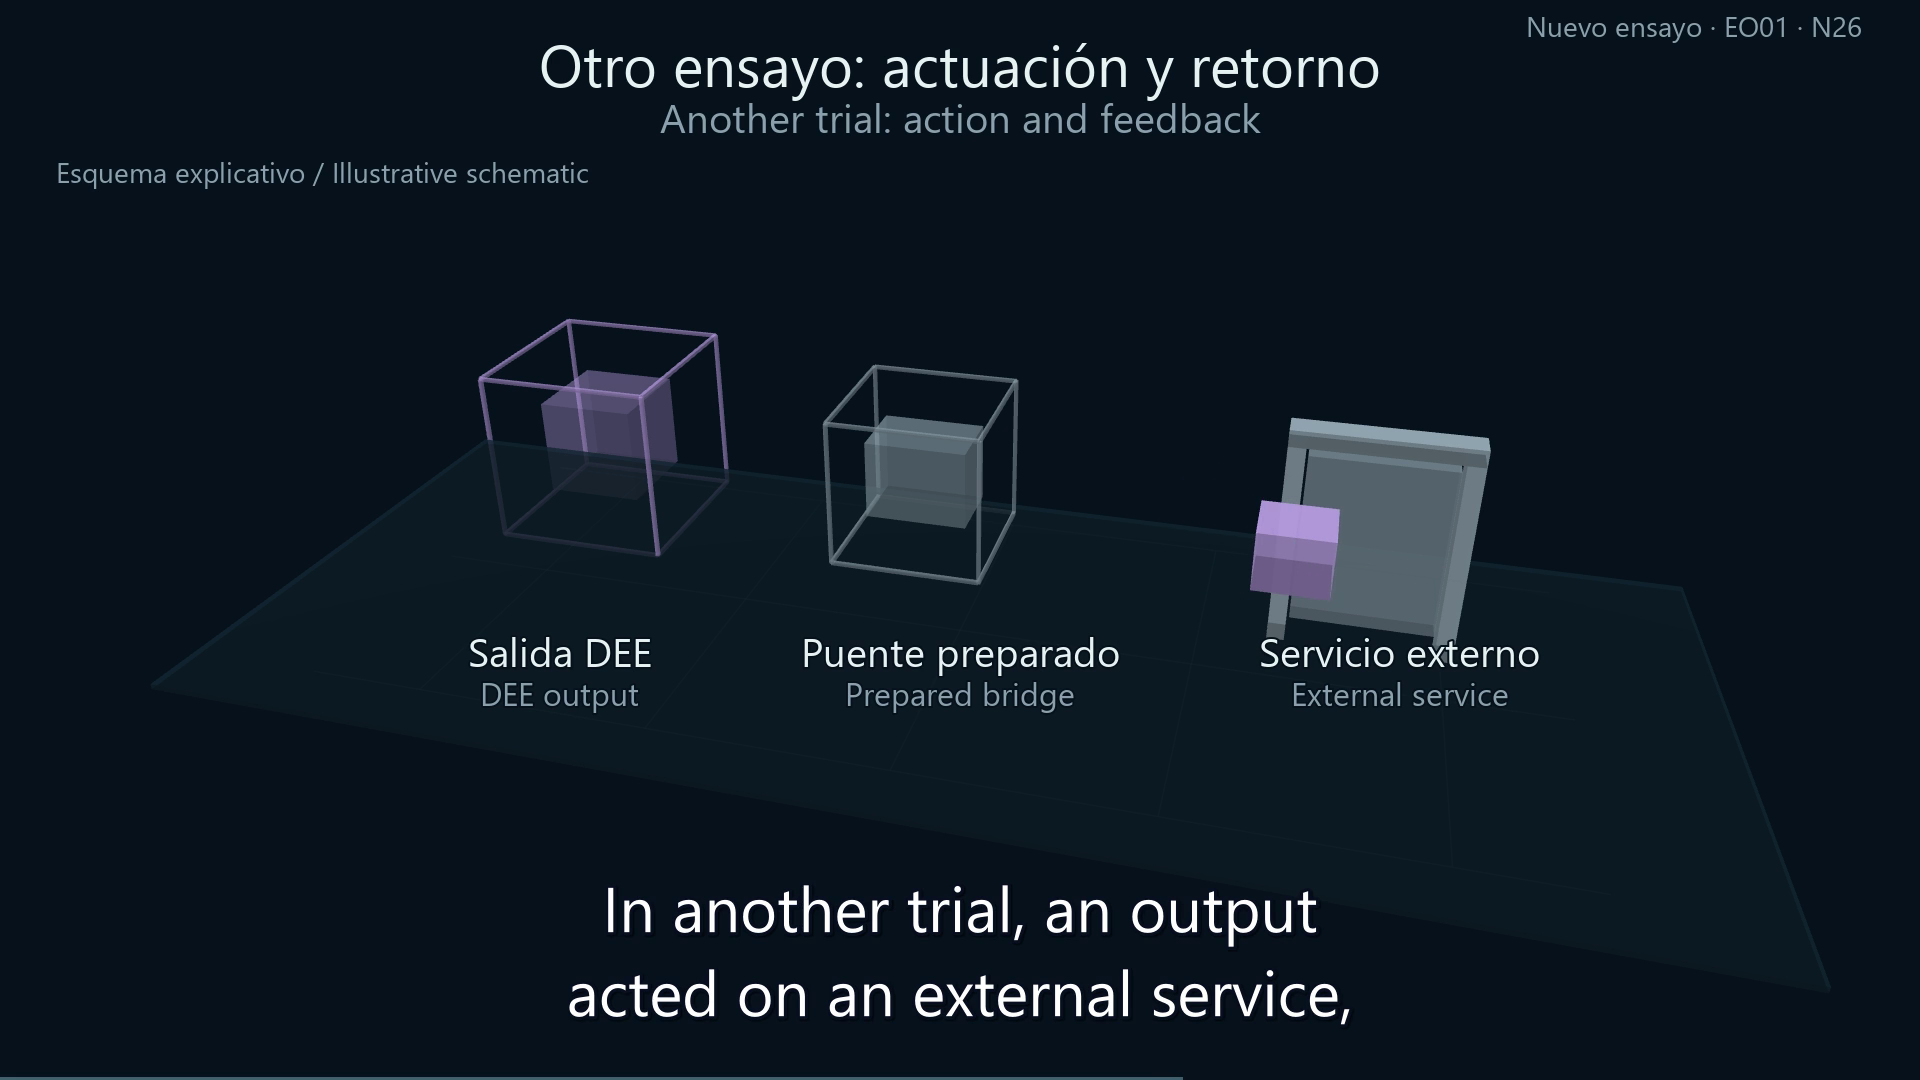 Nuevo ensayo · EO01 · N26
Otro ensayo: actuación y retorno
Another trial: action and feedback
Esquema explicativo / Illustrative schematic
Salida DEE
DEE output
Puente preparado
Prepared bridge
Servicio externo
External service
In another trial, an output
acted on an external service,